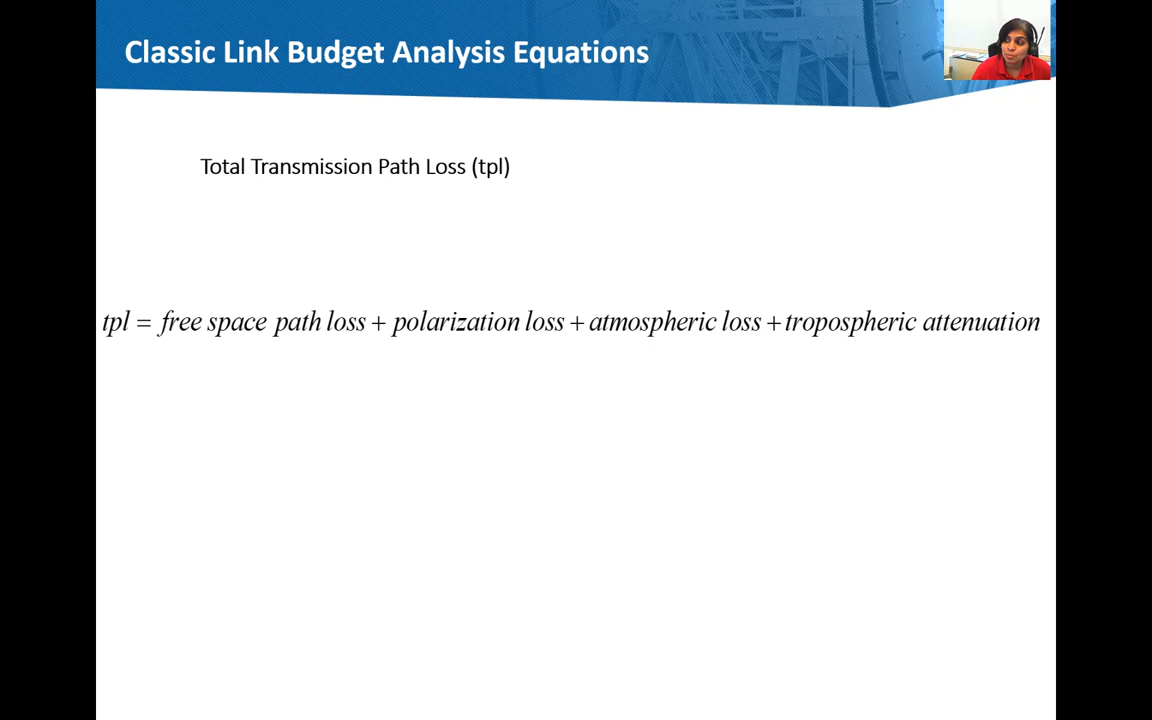 Classic Link Budget Analysis Equations
Total Transmission Path Loss (tpl)
tpl = free space path loss + polarization loss + atmospheric loss + tropospheric attenuation